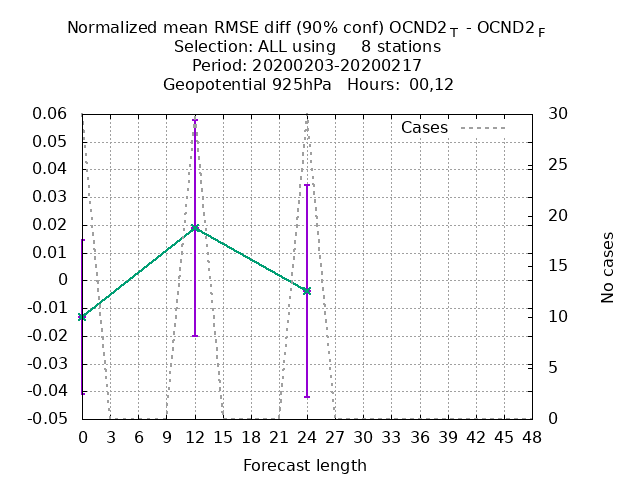 Normalized mean RMSE diff (90% conf) OCND2 T - OCND2 F
Selection: ALL using 8 stations
Period: 20200203-20200217
Geopotential 925hPa Hours: 00,12
Cases
0.06
0.05
0.04
0.03
0.02
0.01
0
-0.01
-0.02
-0.03
-0.04
-0.05
30
25
20
15
10
5
0
No cases
0 3 6 9 12 15 18 21 24 27 30 33 36 39 42 45 48
Forecast length